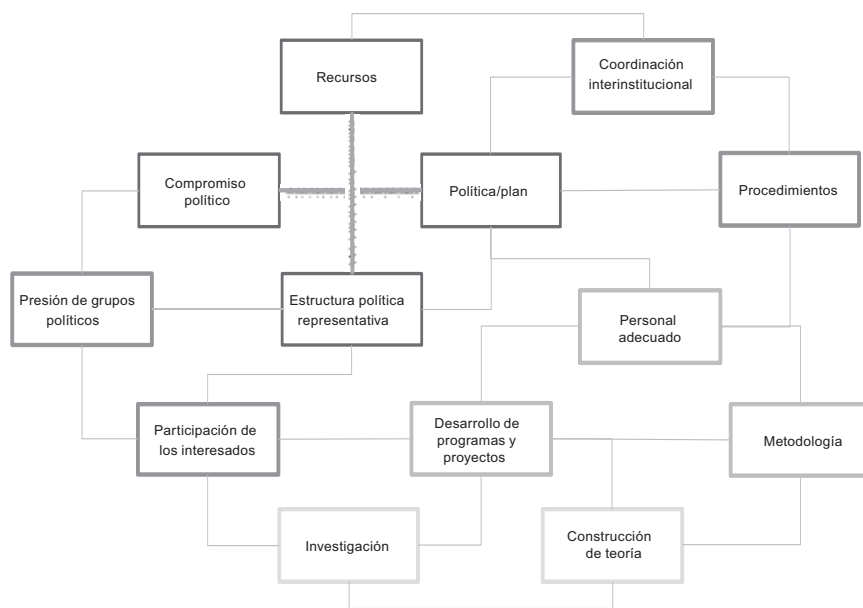 Recursos
Coordinación
interinstitucional
Compromiso
político
Política/plan
Procedimientos
Presión de grupos
políticos
Estructura política
representativa
Personal
adecuado
Participación de
los interesados
Desarrollo de
programas y
proyectos
Metodología
Investigación
Construcción
de teoría